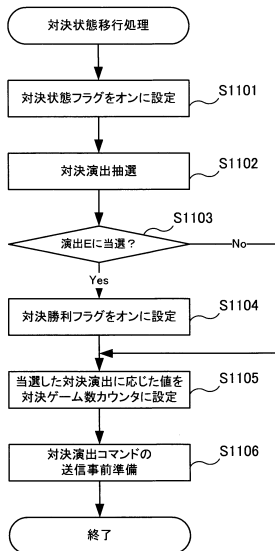 対決状態移行処理
対決状態フラグをオンに設定
S1101
対決演出抽選
S1102
S1103
演出Eに当選？
No
Yes
対決勝利フラグをオンに設定
S1104
当選した対決演出に応じた値を
対決ゲーム数カウンタに設定
S1105
対決演出コマンドの
送信事前準備
S1106
終了